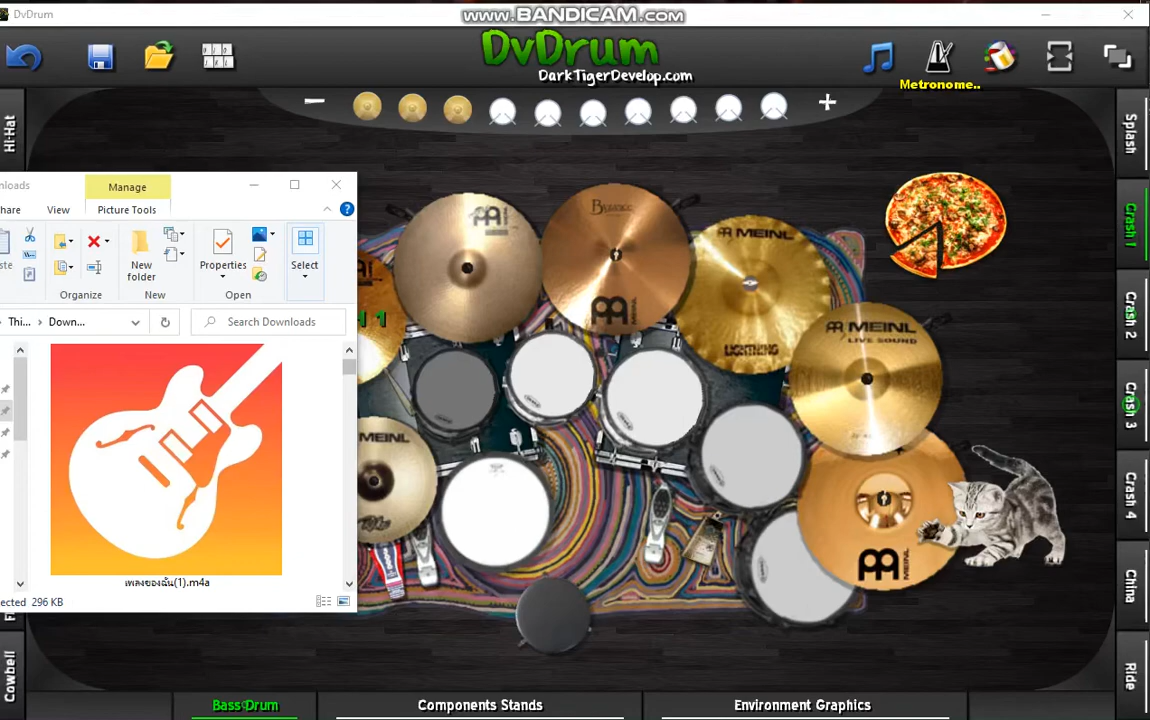 DvDrum
www.BANDICAM.com
DvDrum
DarkTigerDevelop.com
Metronome..
Hi-Hat
Splash
Crash 1
Crash 2
Crash 3
Crash 4
China
Ride
Cowbell
nloads
Manage
hare
View
Picture Tools
New folder
Properties
Select
Organize
New
Open
Thi...
Down...
Search Downloads
เพลงของฉัน(1).m4a
ected 296 KB
MEINL
Byzance
MEINL
LIGHTNING
MEINL
LIVE SOUND
Bass Drum
Components Stands
Environment Graphics